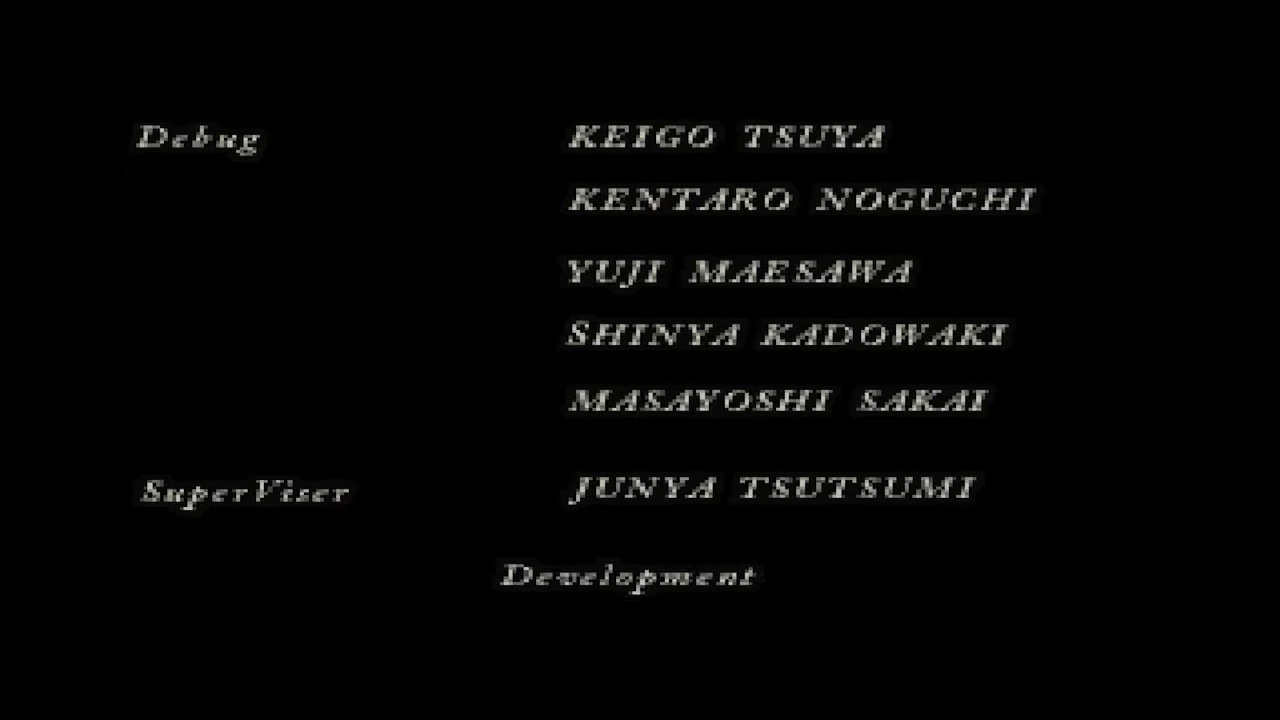 Debug KEIGO TSUYA
KENTARO NOGUCHI
YUJI MAESAWA
SHINYA KADOWAKI
MASAYOSHI SAKAI
SuperViser JUNYA TSUTSUMI
Development